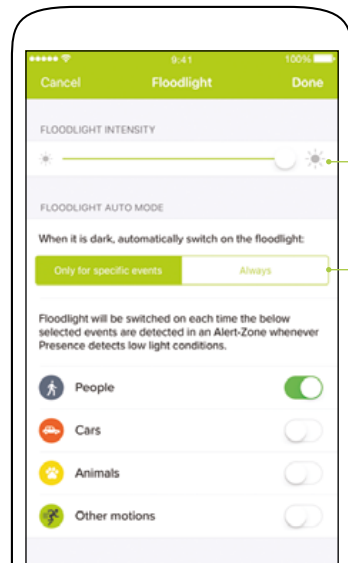 9:41
100%
Cancel Floodlight Done
FLOODLIGHT INTENSITY
FLOODLIGHT AUTO MODE
When it is dark, automatically switch on the floodlight:
Only for specific events Always
Floodlight will be switched on each time the below
selected events are detected in an Alert-Zone whenever
Presence detects low light conditions.
People
Cars
Animals
Other motions